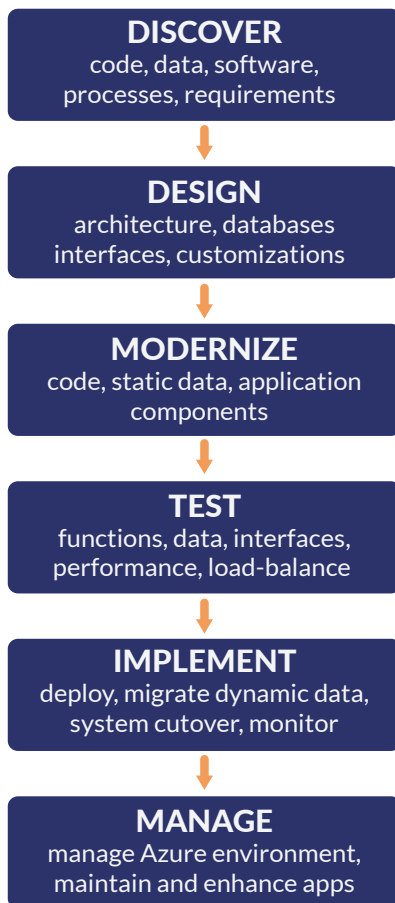 DISCOVER
code, data, software,
processes, requirements
DESIGN
architecture, databases
interfaces, customizations
MODERNIZE
code, static data, application
components
TEST
functions, data, interfaces,
performance, load-balance
IMPLEMENT
deploy, migrate dynamic data,
system cutover, monitor
MANAGE
manage Azure environment,
maintain and enhance apps